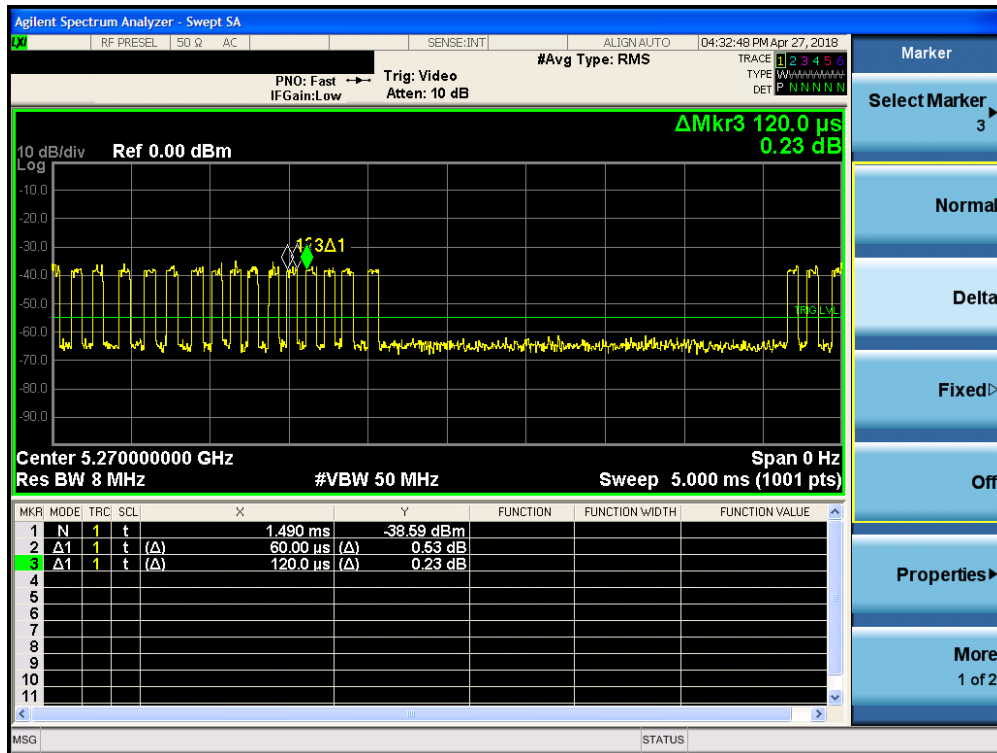 Agilent Spectrum Analyzer - Swept SA
LXI RF PRESEL 50 Ω AC SENSE:INT ALIGN AUTO 04:32:48 PM Apr 27, 2018
Marker
#Avg Type: RMS TRACE 1 2 3 4 5 6
PNO: Fast Trig: Video TYPE
IFGain:Low Atten: 10 dB DET P N N N N N
Select Marker
3
ΔMkr3 120.0 µs
0.23 dB
10 dB/div Ref 0.00 dBm
Log
-10.0
-20.0
-30.0
3Δ1
-40.0
-50.0
TRIG LVL
-60.0
-70.0
-80.0
-90.0
Center 5.270000000 GHz Span 0 Hz
Res BW 8 MHz #VBW 50 MHz Sweep 5.000 ms (1001 pts)
MKR MODE TRC SCL X Y FUNCTION FUNCTION WIDTH FUNCTION VALUE
1 N 1 t 1.490 ms -38.59 dBm
2 Δ1 1 t (Δ) 60.00 µs (Δ) 0.53 dB
3 Δ1 1 t (Δ) 120.0 µs (Δ) 0.23 dB
4
5
6
7
8
9
10
11
Normal
Delta
Fixed
Off
Properties
More
1 of 2
MSG STATUS